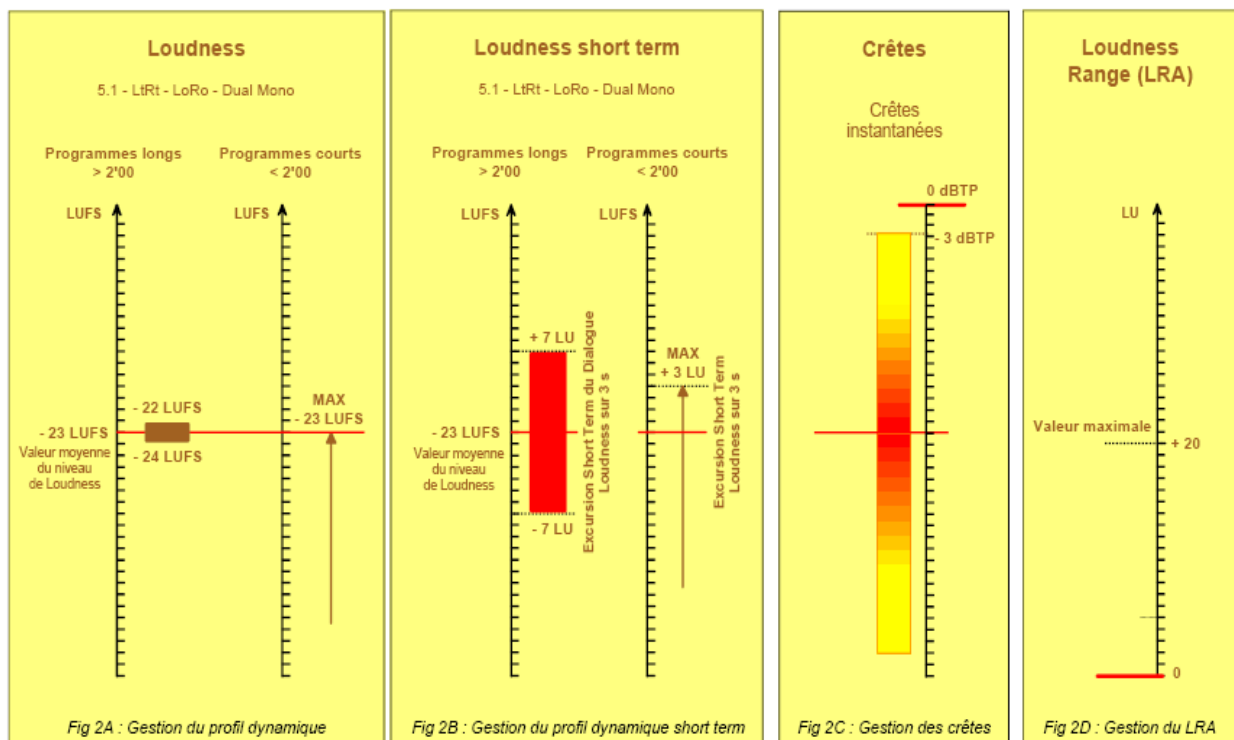 Loudness
5.1 - LtRt - LoRo - Dual Mono
Programmes longs
> 2'00
Programmes courts
< 2'00
LUFS
LUFS
- 22 LUFS
- 23 LUFS
- 24 LUFS
Valeur moyenne
du niveau
de Loudness
MAX
- 23 LUFS
Fig 2A : Gestion du profil dynamique
Loudness short term
5.1 - LtRt - LoRo - Dual Mono
Programmes longs
> 2'00
Programmes courts
< 2'00
LUFS
LUFS
+ 7 LU
- 23 LUFS
Valeur moyenne
du niveau
de Loudness
- 7 LU
Excursion Short Term du Dialogue
Loudness sur 3 s
MAX
+ 3 LU
Excursion Short Term
Loudness sur 3 s
Fig 2B : Gestion du profil dynamique short term
Crêtes
Crêtes
instantanées
0 dBTP
- 3 dBTP
Fig 2C : Gestion des crêtes
Loudness
Range (LRA)
LU
Valeur maximale
+ 20
0
Fig 2D : Gestion du LRA